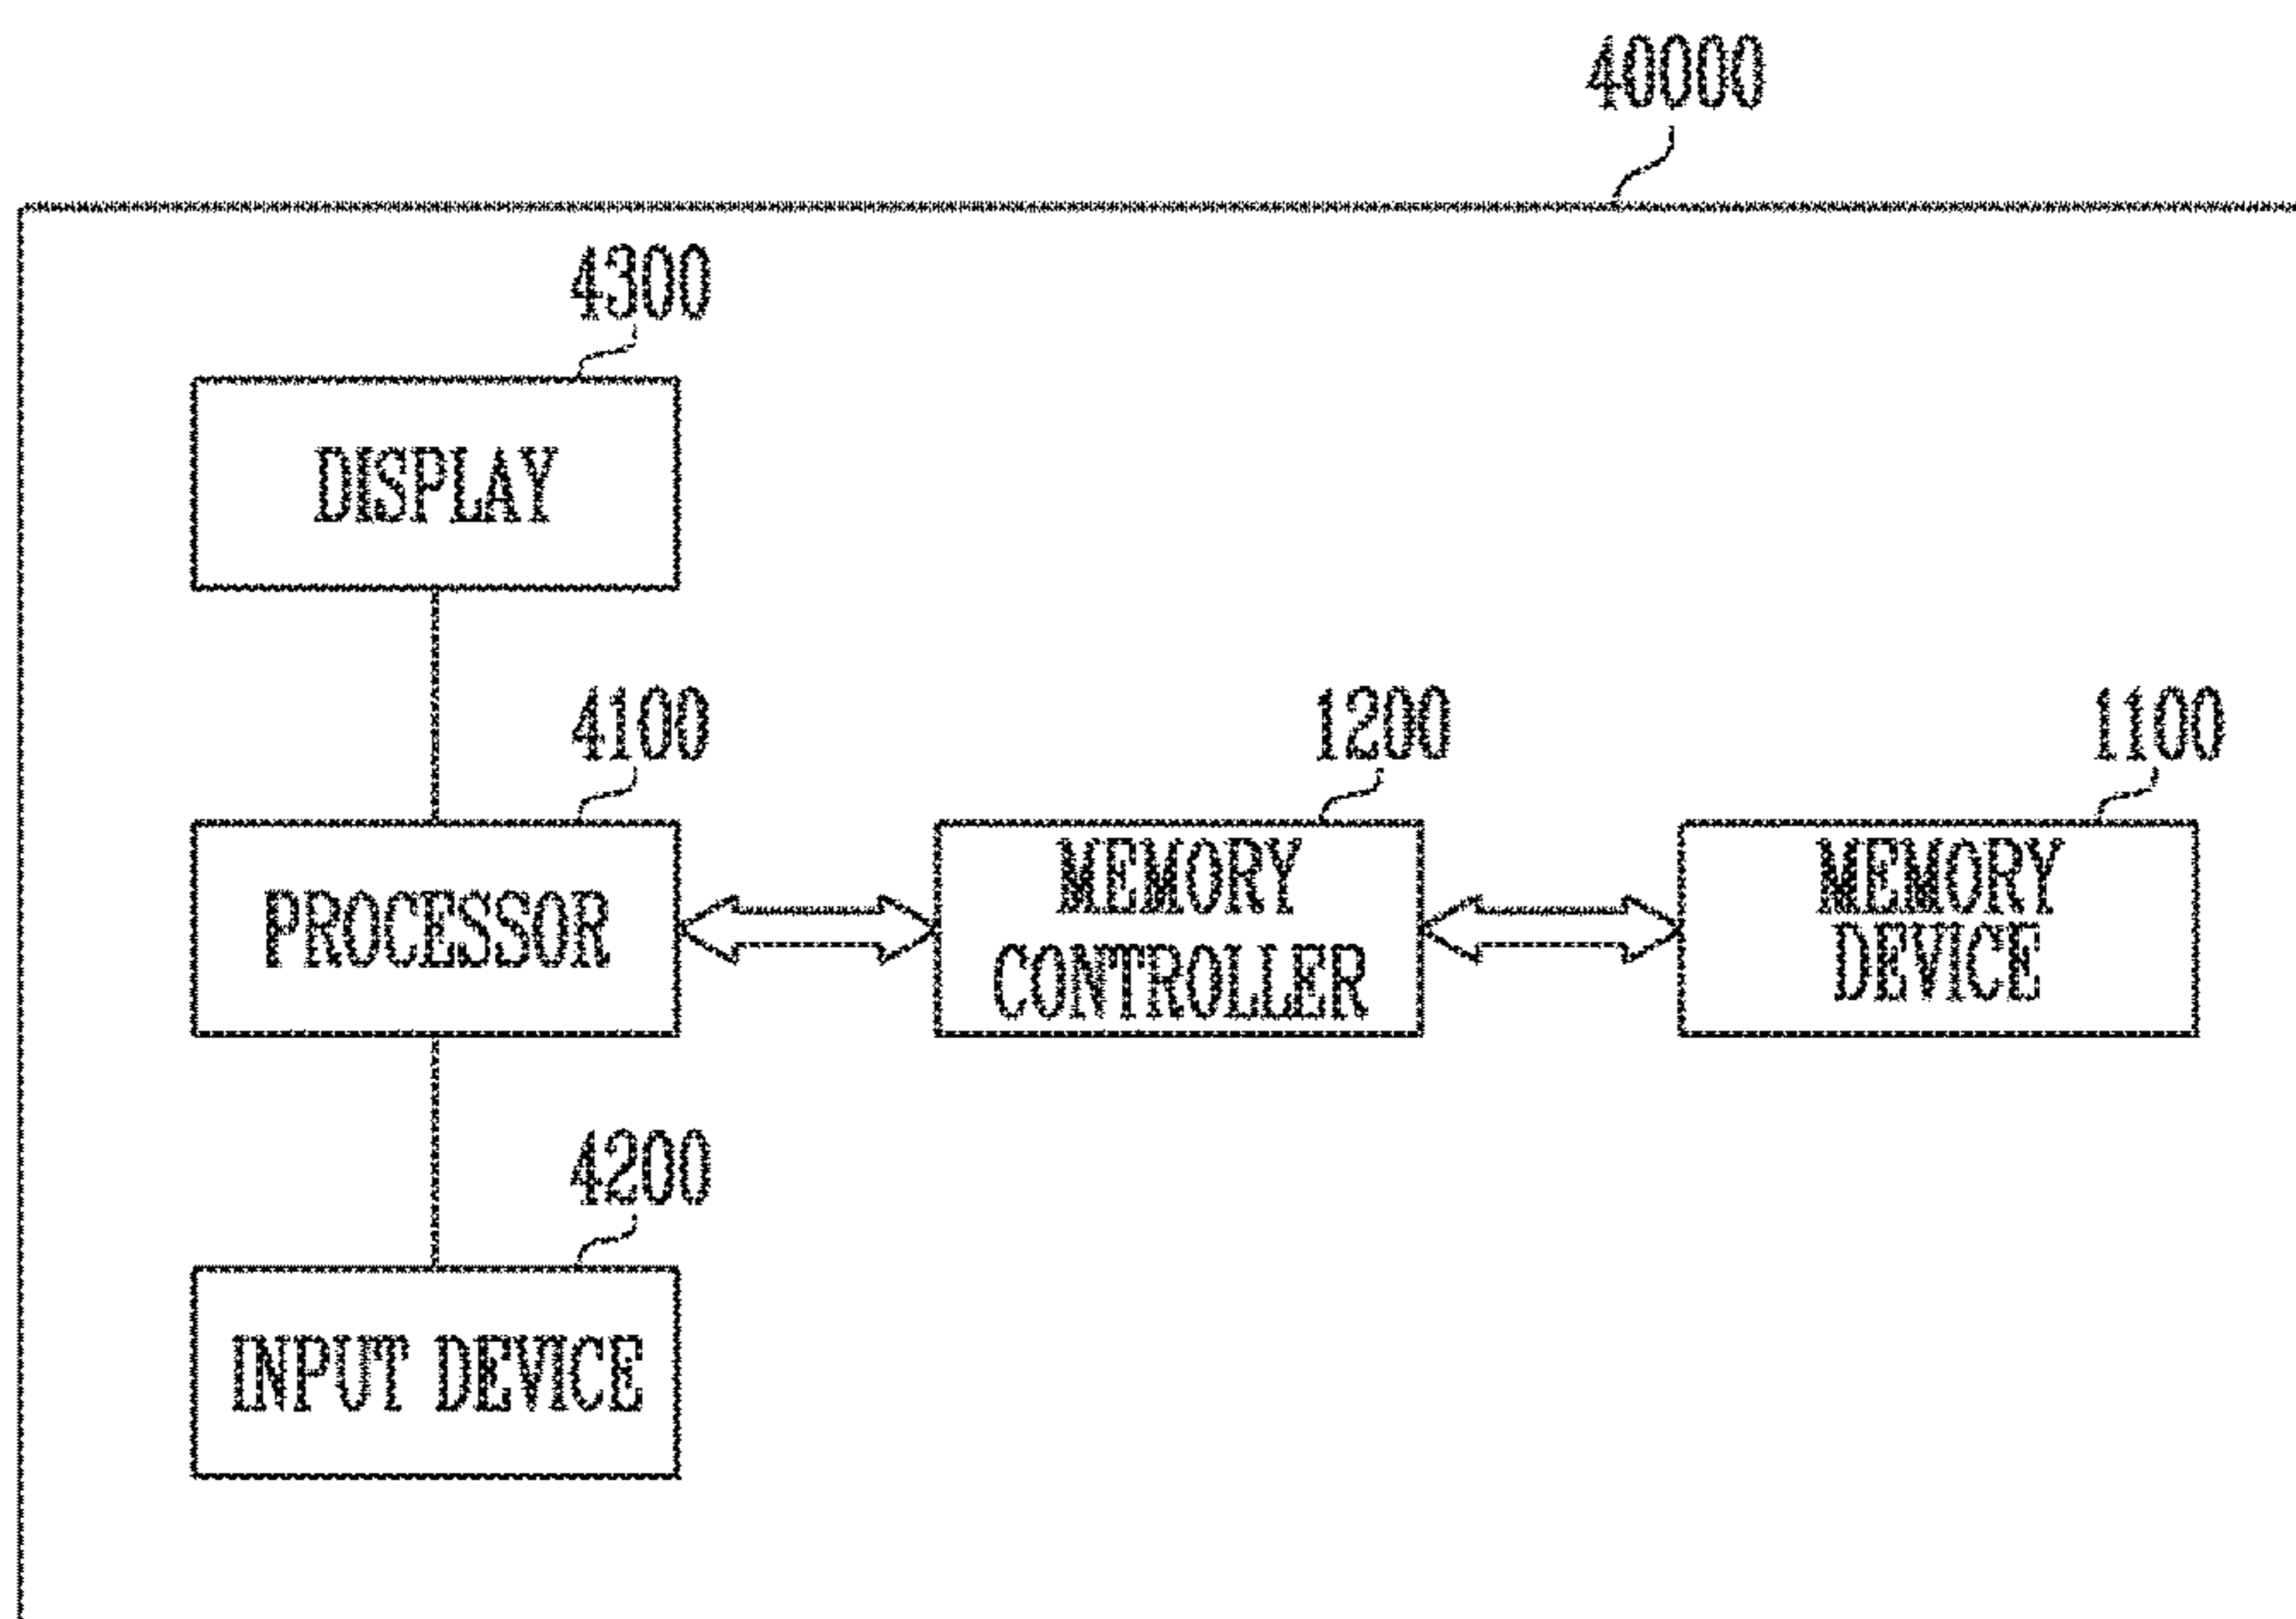 40000
4300
DISPLAY
4100
1200
1100
PROCESSOR
MEMORY
CONTROLLER
MEMORY
DEVICE
4200
INPUT DEVICE